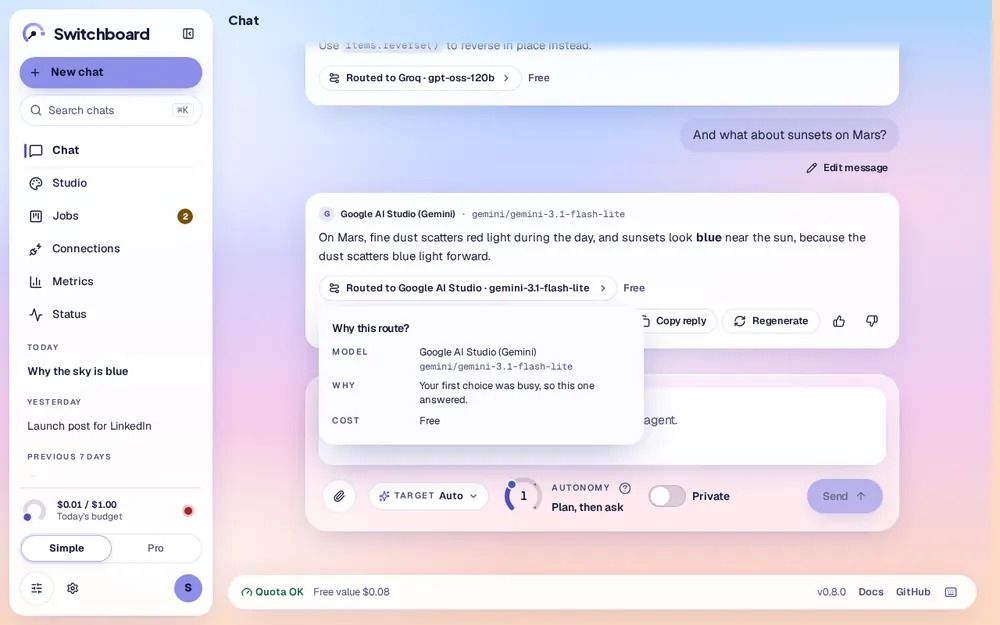 Switchboard
New chat
Search chats
⌘K
Chat
Studio
Jobs
2
Connections
Metrics
Status
TODAY
Why the sky is blue
YESTERDAY
Launch post for LinkedIn
PREVIOUS 7 DAYS
$0.01 / $1.00
Today's budget
Simple
Pro
S
Chat
Use items.reverse() to reverse in place instead.
Routed to Groq · gpt-oss-120b
Free
And what about sunsets on Mars?
Edit message
G Google AI Studio (Gemini) · gemini/gemini-3.1-flash-lite
On Mars, fine dust scatters red light during the day, and sunsets look blue near the sun, because the
dust scatters blue light forward.
Routed to Google AI Studio · gemini-3.1-flash-lite
Free
Copy reply
Regenerate
Why this route?
MODEL
Google AI Studio (Gemini)
gemini/gemini-3.1-flash-lite
WHY
Your first choice was busy, so this one
answered.
COST
Free
agent.
TARGET Auto
1
AUTONOMY
Plan, then ask
Private
Send
Quota OK
Free value $0.08
v0.8.0
Docs
GitHub